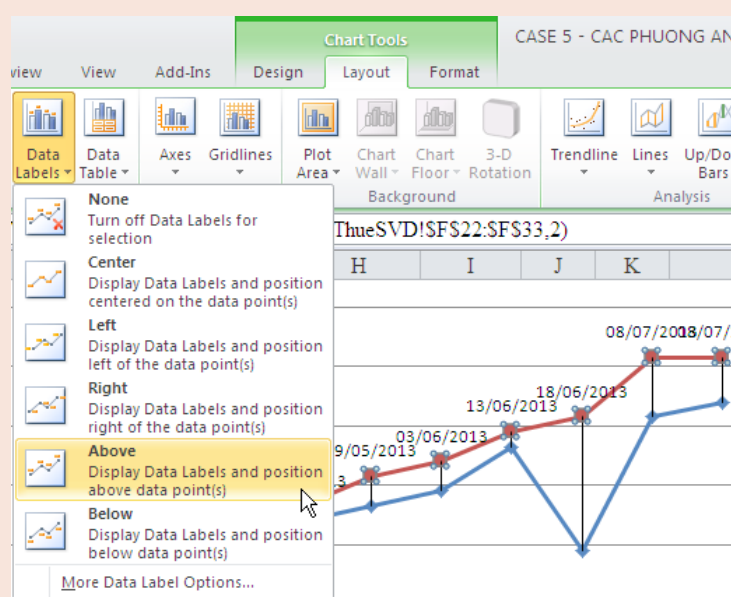 Chart Tools
CASE 5 - CAC PHUONG AN
view View Add-Ins Design Layout Format
Data Labels
Data Table
Axes
Gridlines
Plot Area
Chart Wall
Chart Floor
3-D Rotation
Trendline
Lines
Up/Do
Bars
Background
Analysis
None
Turn off Data Labels for
selection
Center
Display Data Labels and position
centered on the data point(s)
Left
Display Data Labels and position
left of the data point(s)
Right
Display Data Labels and position
right of the data point(s)
Above
Display Data Labels and position
above data point(s)
Below
Display Data Labels and position
below data point(s)
More Data Label Options...
ThueSVD!$F$22:$F$33,2)
H I J K
08/07/2013
18/06/2013
13/06/2013
03/06/2013
9/05/2013